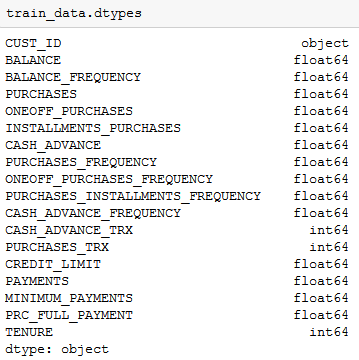 train_data.dtypes
CUST_ID object
BALANCE float64
BALANCE_FREQUENCY float64
PURCHASES float64
ONEOFF_PURCHASES float64
INSTALLMENTS_PURCHASES float64
CASH_ADVANCE float64
PURCHASES_FREQUENCY float64
ONEOFF_PURCHASES_FREQUENCY float64
PURCHASES_INSTALLMENTS_FREQUENCY float64
CASH_ADVANCE_FREQUENCY float64
CASH_ADVANCE_TRX int64
PURCHASES_TRX int64
CREDIT_LIMIT float64
PAYMENTS float64
MINIMUM_PAYMENTS float64
PRC_FULL_PAYMENT float64
TENURE int64
dtype: object